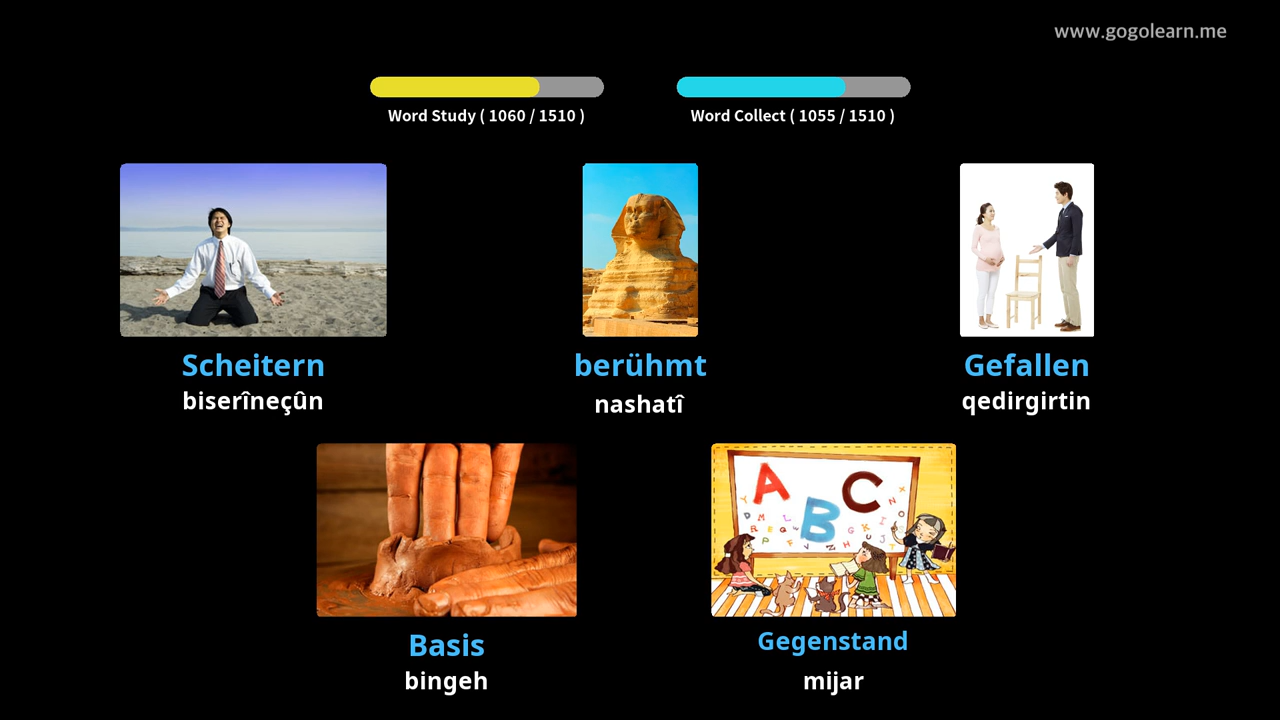 www.gogolearn.me
Word Study ( 1060 / 1510 )
Word Collect ( 1055 / 1510 )
Scheitern
biserîneçûn
berühmt
nashatî
Gefallen
qedirgirtin
A B C
Basis
bingeh
Gegenstand
mijar